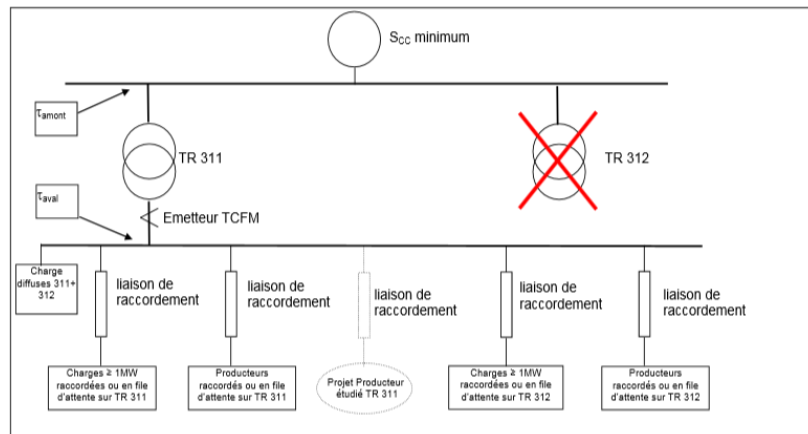 S_CC minimum
τ_amont
TR 311
TR 312
τ_aval
Emetteur TCFM
Charge
diffuses 311+
312
liaison de
raccordement
liaison de
raccordement
liaison de
raccordement
liaison de
raccordement
liaison de
raccordement
Charges ≥ 1MW
raccordées ou en file
d'attente sur TR 311
Producteurs
raccordés ou en file
d'attente sur TR 311
Projet Producteur
étudié TR 311
Charges ≥ 1MW
raccordées ou en file
d'attente sur TR 312
Producteurs
raccordés ou en file
d'attente sur TR 312